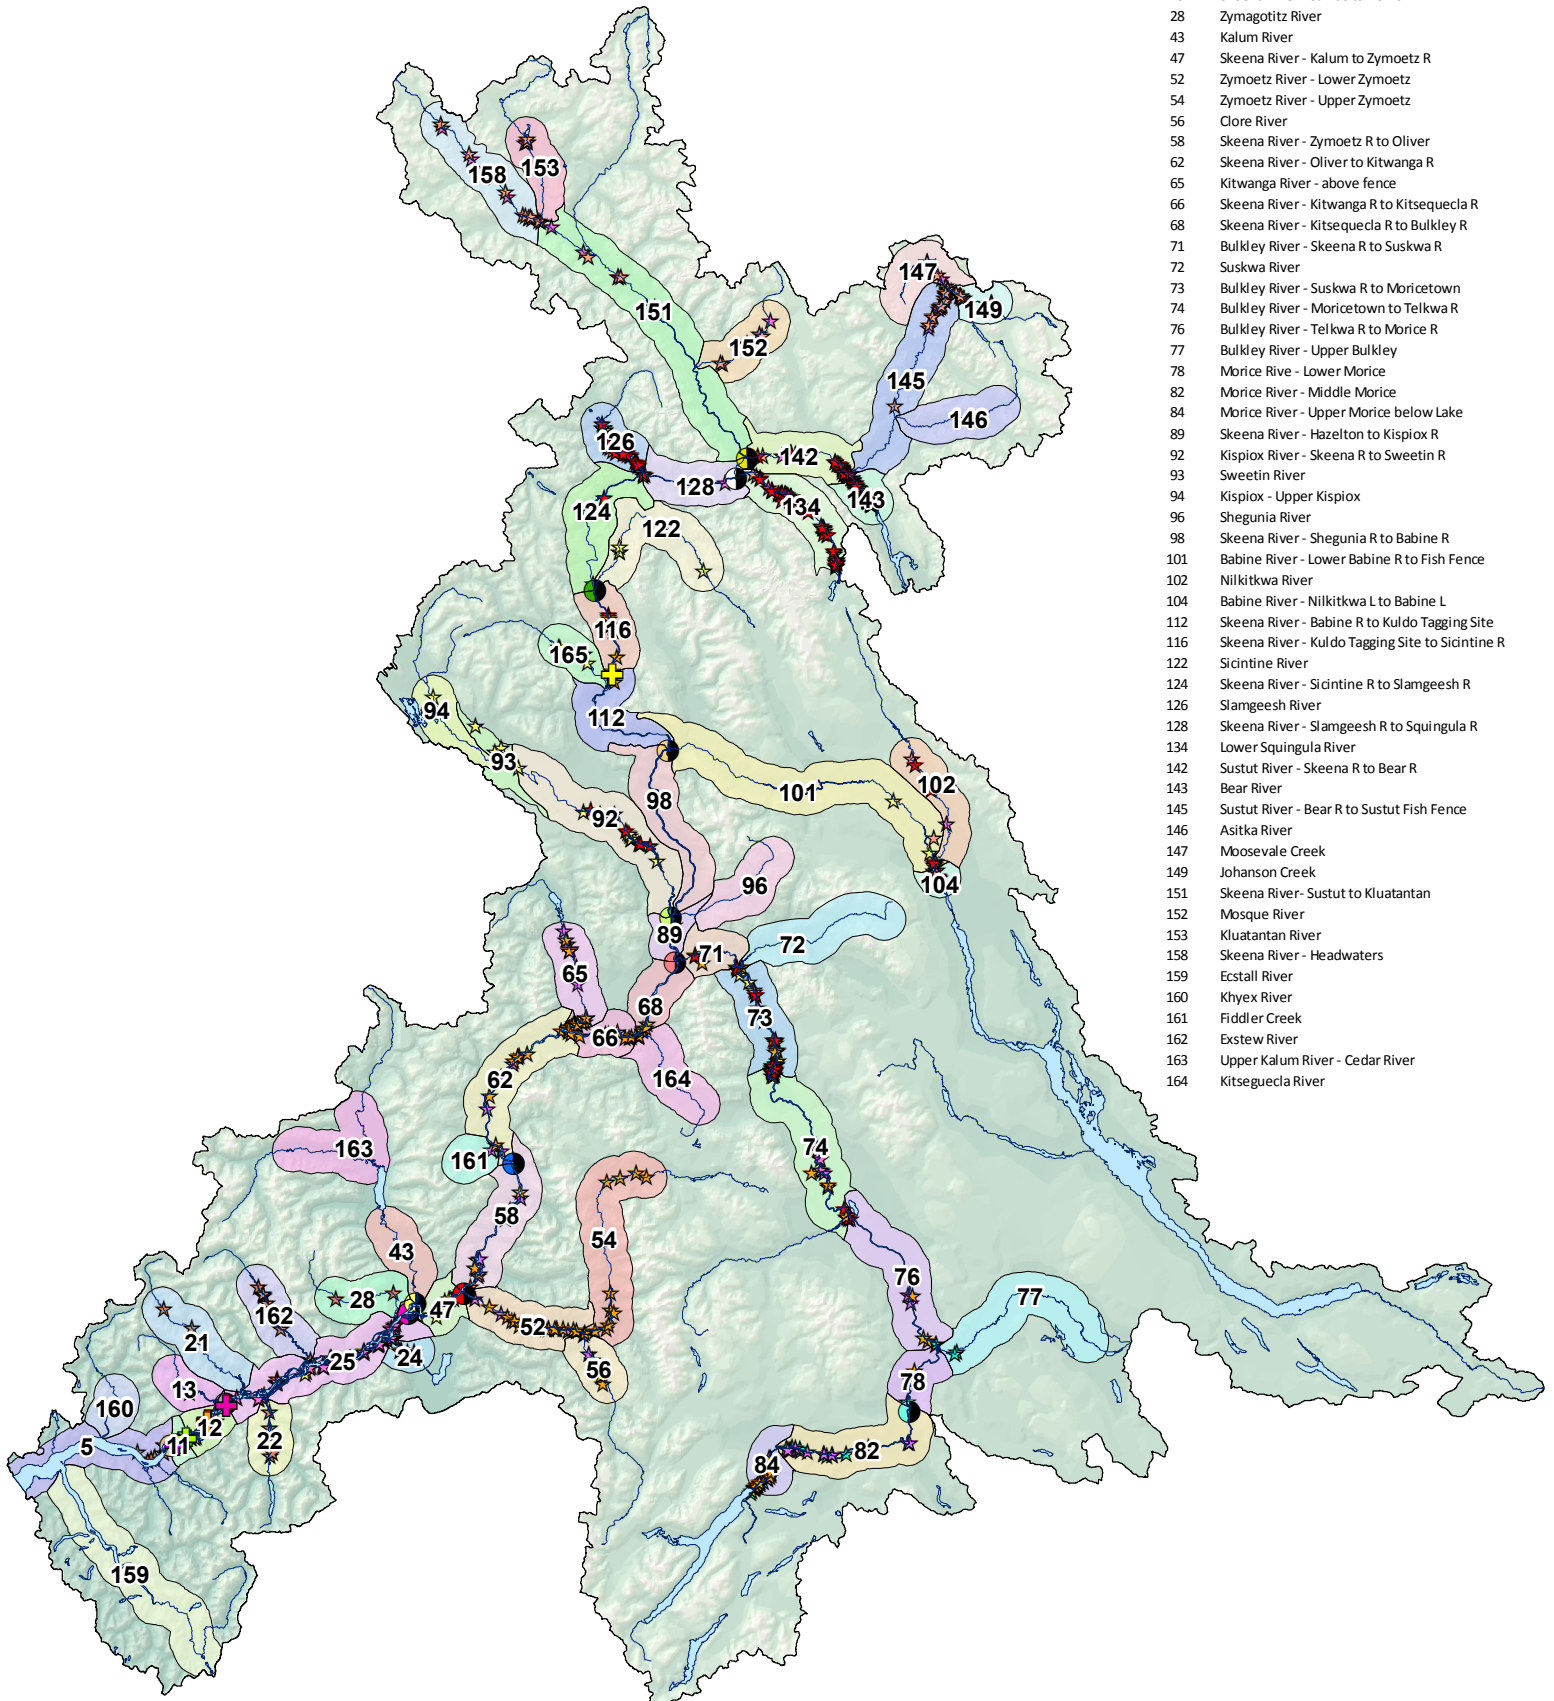 28 Zymagotitz River
43 Kalum River
47 Skeena River - Kalum to Zymoetz R
52 Zymoetz River - Lower Zymoetz
54 Zymoetz River - Upper Zymoetz
56 Clore River
58 Skeena River - Zymoetz R to Oliver
62 Skeena River - Oliver to Kitwanga R
65 Kitwanga River - above fence
66 Skeena River - Kitwanga R to Kitsequecla R
68 Skeena River - Kitsequecla R to Bulkley R
71 Bulkley River - Skeena R to Suskwa R
72 Suskwa River
73 Bulkley River - Suskwa R to Moricetown
74 Bulkley River - Moricetown to Telkwa R
76 Bulkley River - Telkwa R to Morice R
77 Bulkley River - Upper Bulkley
78 Morice Rive - Lower Morice
82 Morice River - Middle Morice
84 Morice River - Upper Morice below Lake
89 Skeena River - Hazelton to Kispiox R
92 Kispiox River - Skeena R to Sweetin R
93 Sweetin River
94 Kispiox - Upper Kispiox
96 Shegunia River
98 Skeena River - Shegunia R to Babine R
101 Babine River - Lower Babine R to Fish Fence
102 Nilkitkwa River
104 Babine River - Nilkitkwa L to Babine L
112 Skeena River - Babine R to Kuldo Tagging Site
116 Skeena River - Kuldo Tagging Site to Sicintine R
122 Sicintine River
124 Skeena River - Sicintine R to Slamgeesh R
126 Slamgeesh River
128 Skeena River - Slamgeesh R to Squingula R
134 Lower Squingula River
142 Sustut River - Skeena R to Bear R
143 Bear River
145 Sustut River - Bear R to Sustut Fish Fence
146 Asitka River
147 Moosevale Creek
149 Johanson Creek
151 Skeena River- Sustut to Kluatantan
152 Mosque River
153 Kluatantan River
158 Skeena River - Headwaters
159 Ecstall River
160 Khyex River
161 Fiddler Creek
162 Exstew River
163 Upper Kalum River - Cedar River
164 Kitseguecla River
153
158
147
149
151
152
145
146
126
142
128
143
134
124
122
116
165
94
112
93
101
102
98
92
104
96
89
72
71
65
68
73
66
62
164
163
74
161
58
54
43
76
28
47
77
162
52
21
25
24
56
13
78
160
12
22
11
5
82
84
159